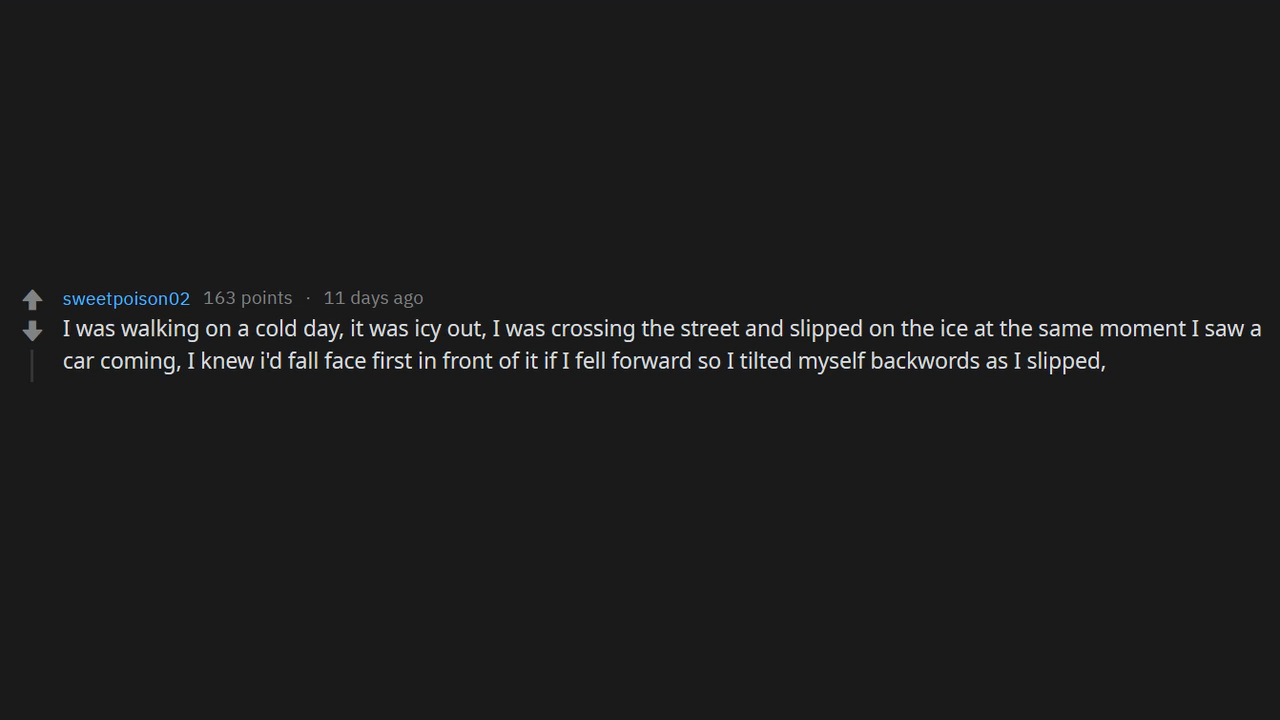 sweetpoison02 163 points · 11 days ago
I was walking on a cold day, it was icy out, I was crossing the street and slipped on the ice at the same moment I saw a
car coming, I knew i'd fall face first in front of it if I fell forward so I tilted myself backwords as I slipped,